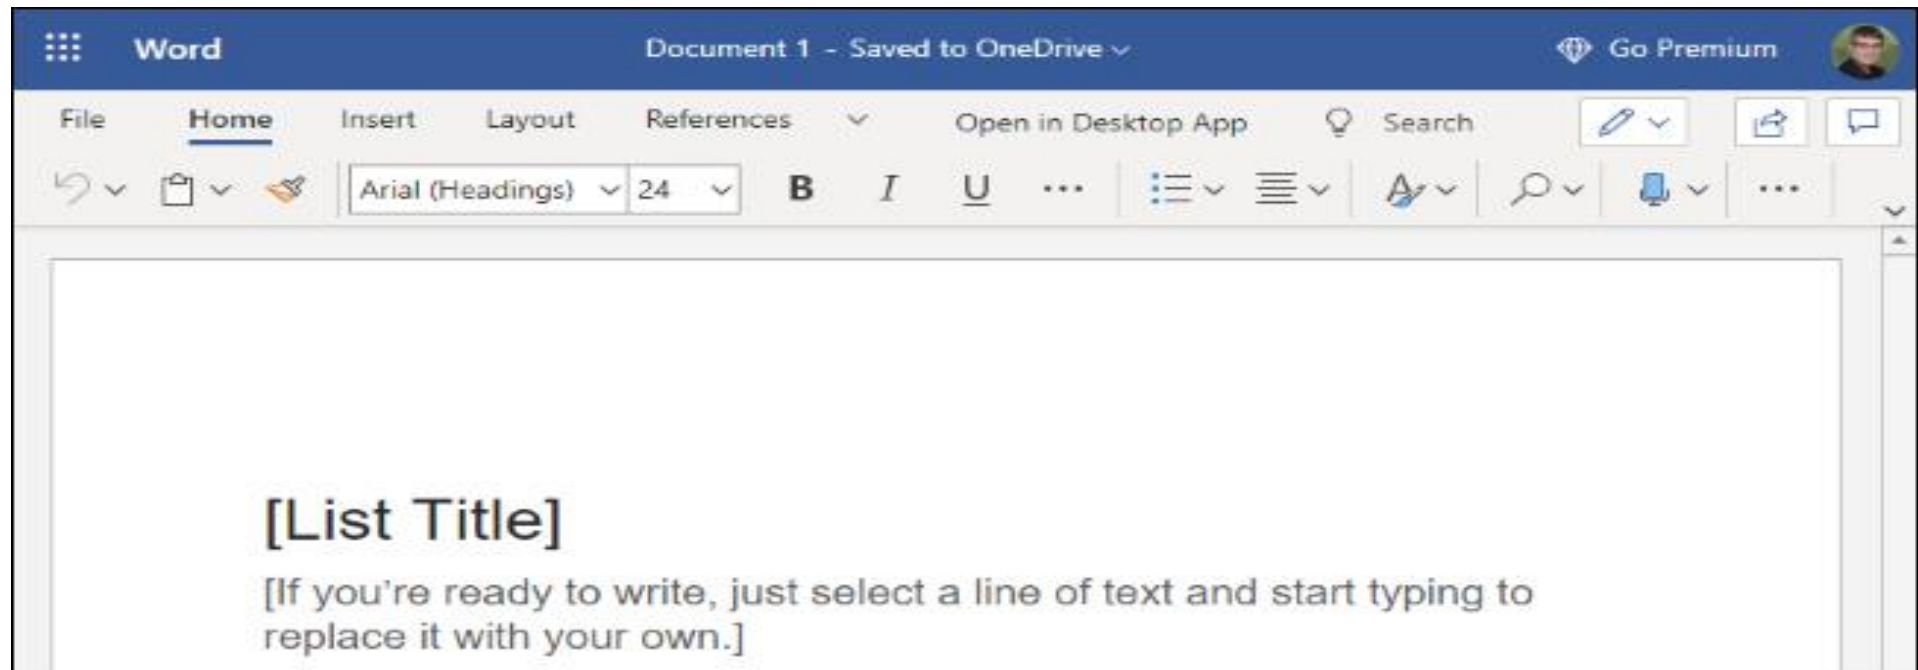 Word Document 1 - Saved to OneDrive Go Premium
File Home Insert Layout References Open in Desktop App Search
Arial (Headings) 24 B I U ...  ...
[List Title]
[If you're ready to write, just select a line of text and start typing to
replace it with your own.]